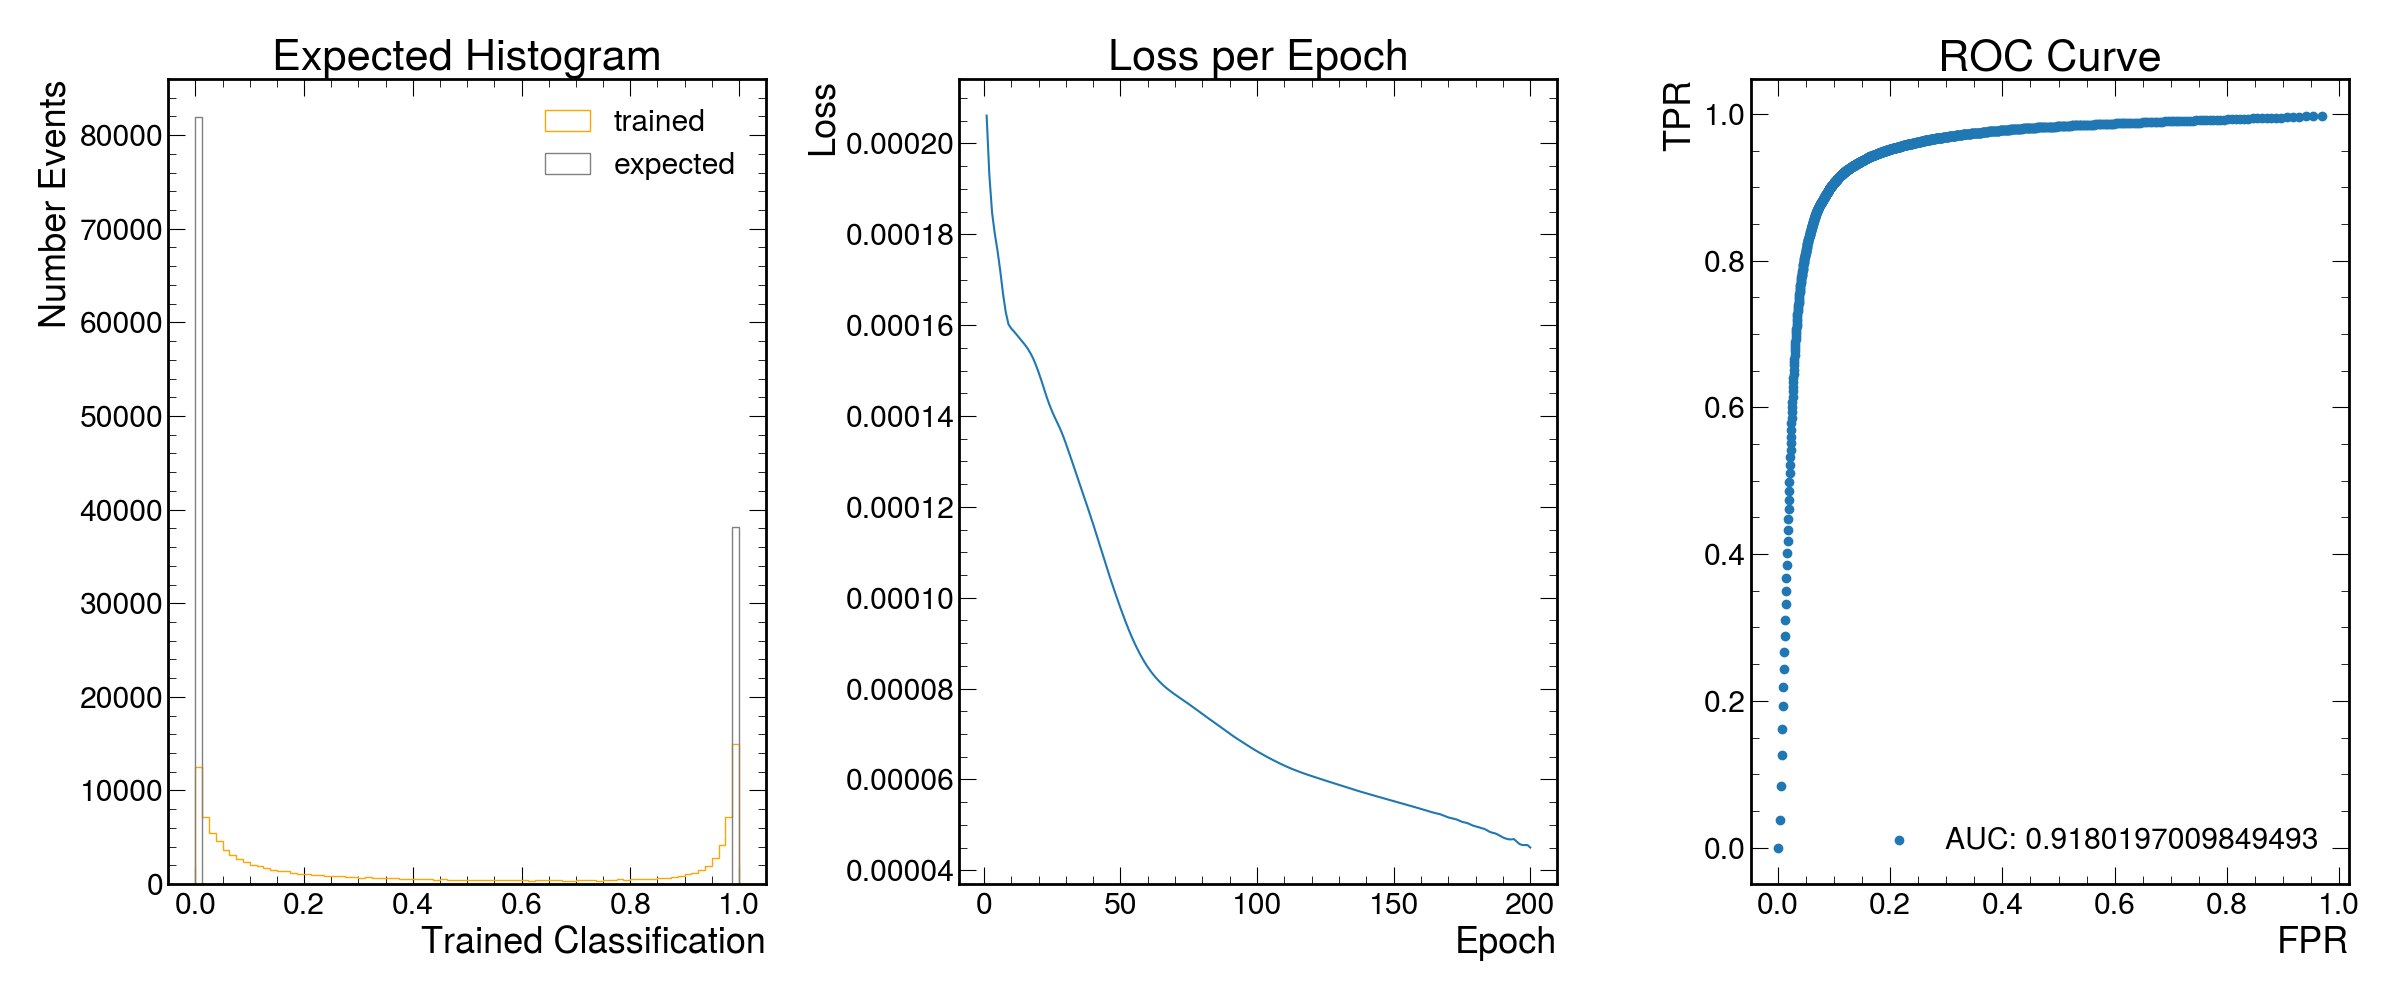 Expected Histogram
Number Events
80000
70000
60000
50000
40000
30000
20000
10000
0
trained
expected
0.0 0.2 0.4 0.6 0.8 1.0
Trained Classification
Loss per Epoch
Loss
0.00020
0.00018
0.00016
0.00014
0.00012
0.00010
0.00008
0.00006
0.00004
0 50 100 150 200
Epoch
ROC Curve
TPR
1.0
0.8
0.6
0.4
0.2
0.0
AUC: 0.9180197009849493
0.0 0.2 0.4 0.6 0.8 1.0
FPR